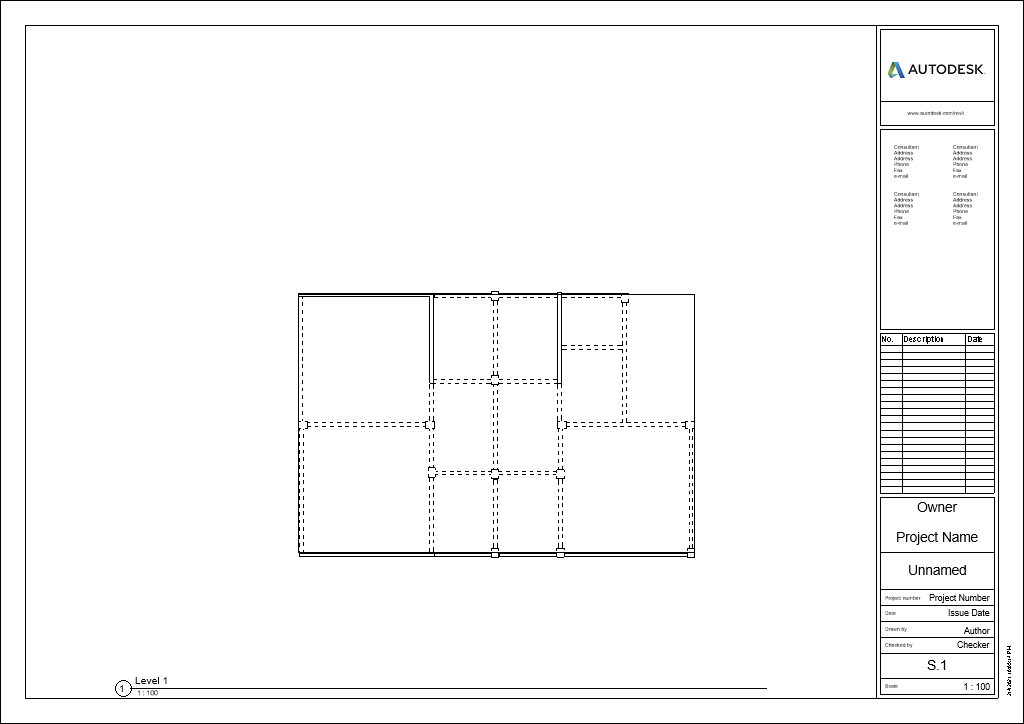 AUTODESK.
www.autodesk.com/revit
Consultant
Address
Address
Phone
Fax
e-mail
Consultant
Address
Address
Phone
Fax
e-mail
Consultant
Address
Address
Phone
Fax
e-mail
Consultant
Address
Address
Phone
Fax
e-mail
No. Description Date
Owner
Project Name
Unnamed
Project number Project Number
Date Issue Date
Drawn by Author
Checked by Checker
S.1
Scale 1 : 100
1 Level 1
1 : 100